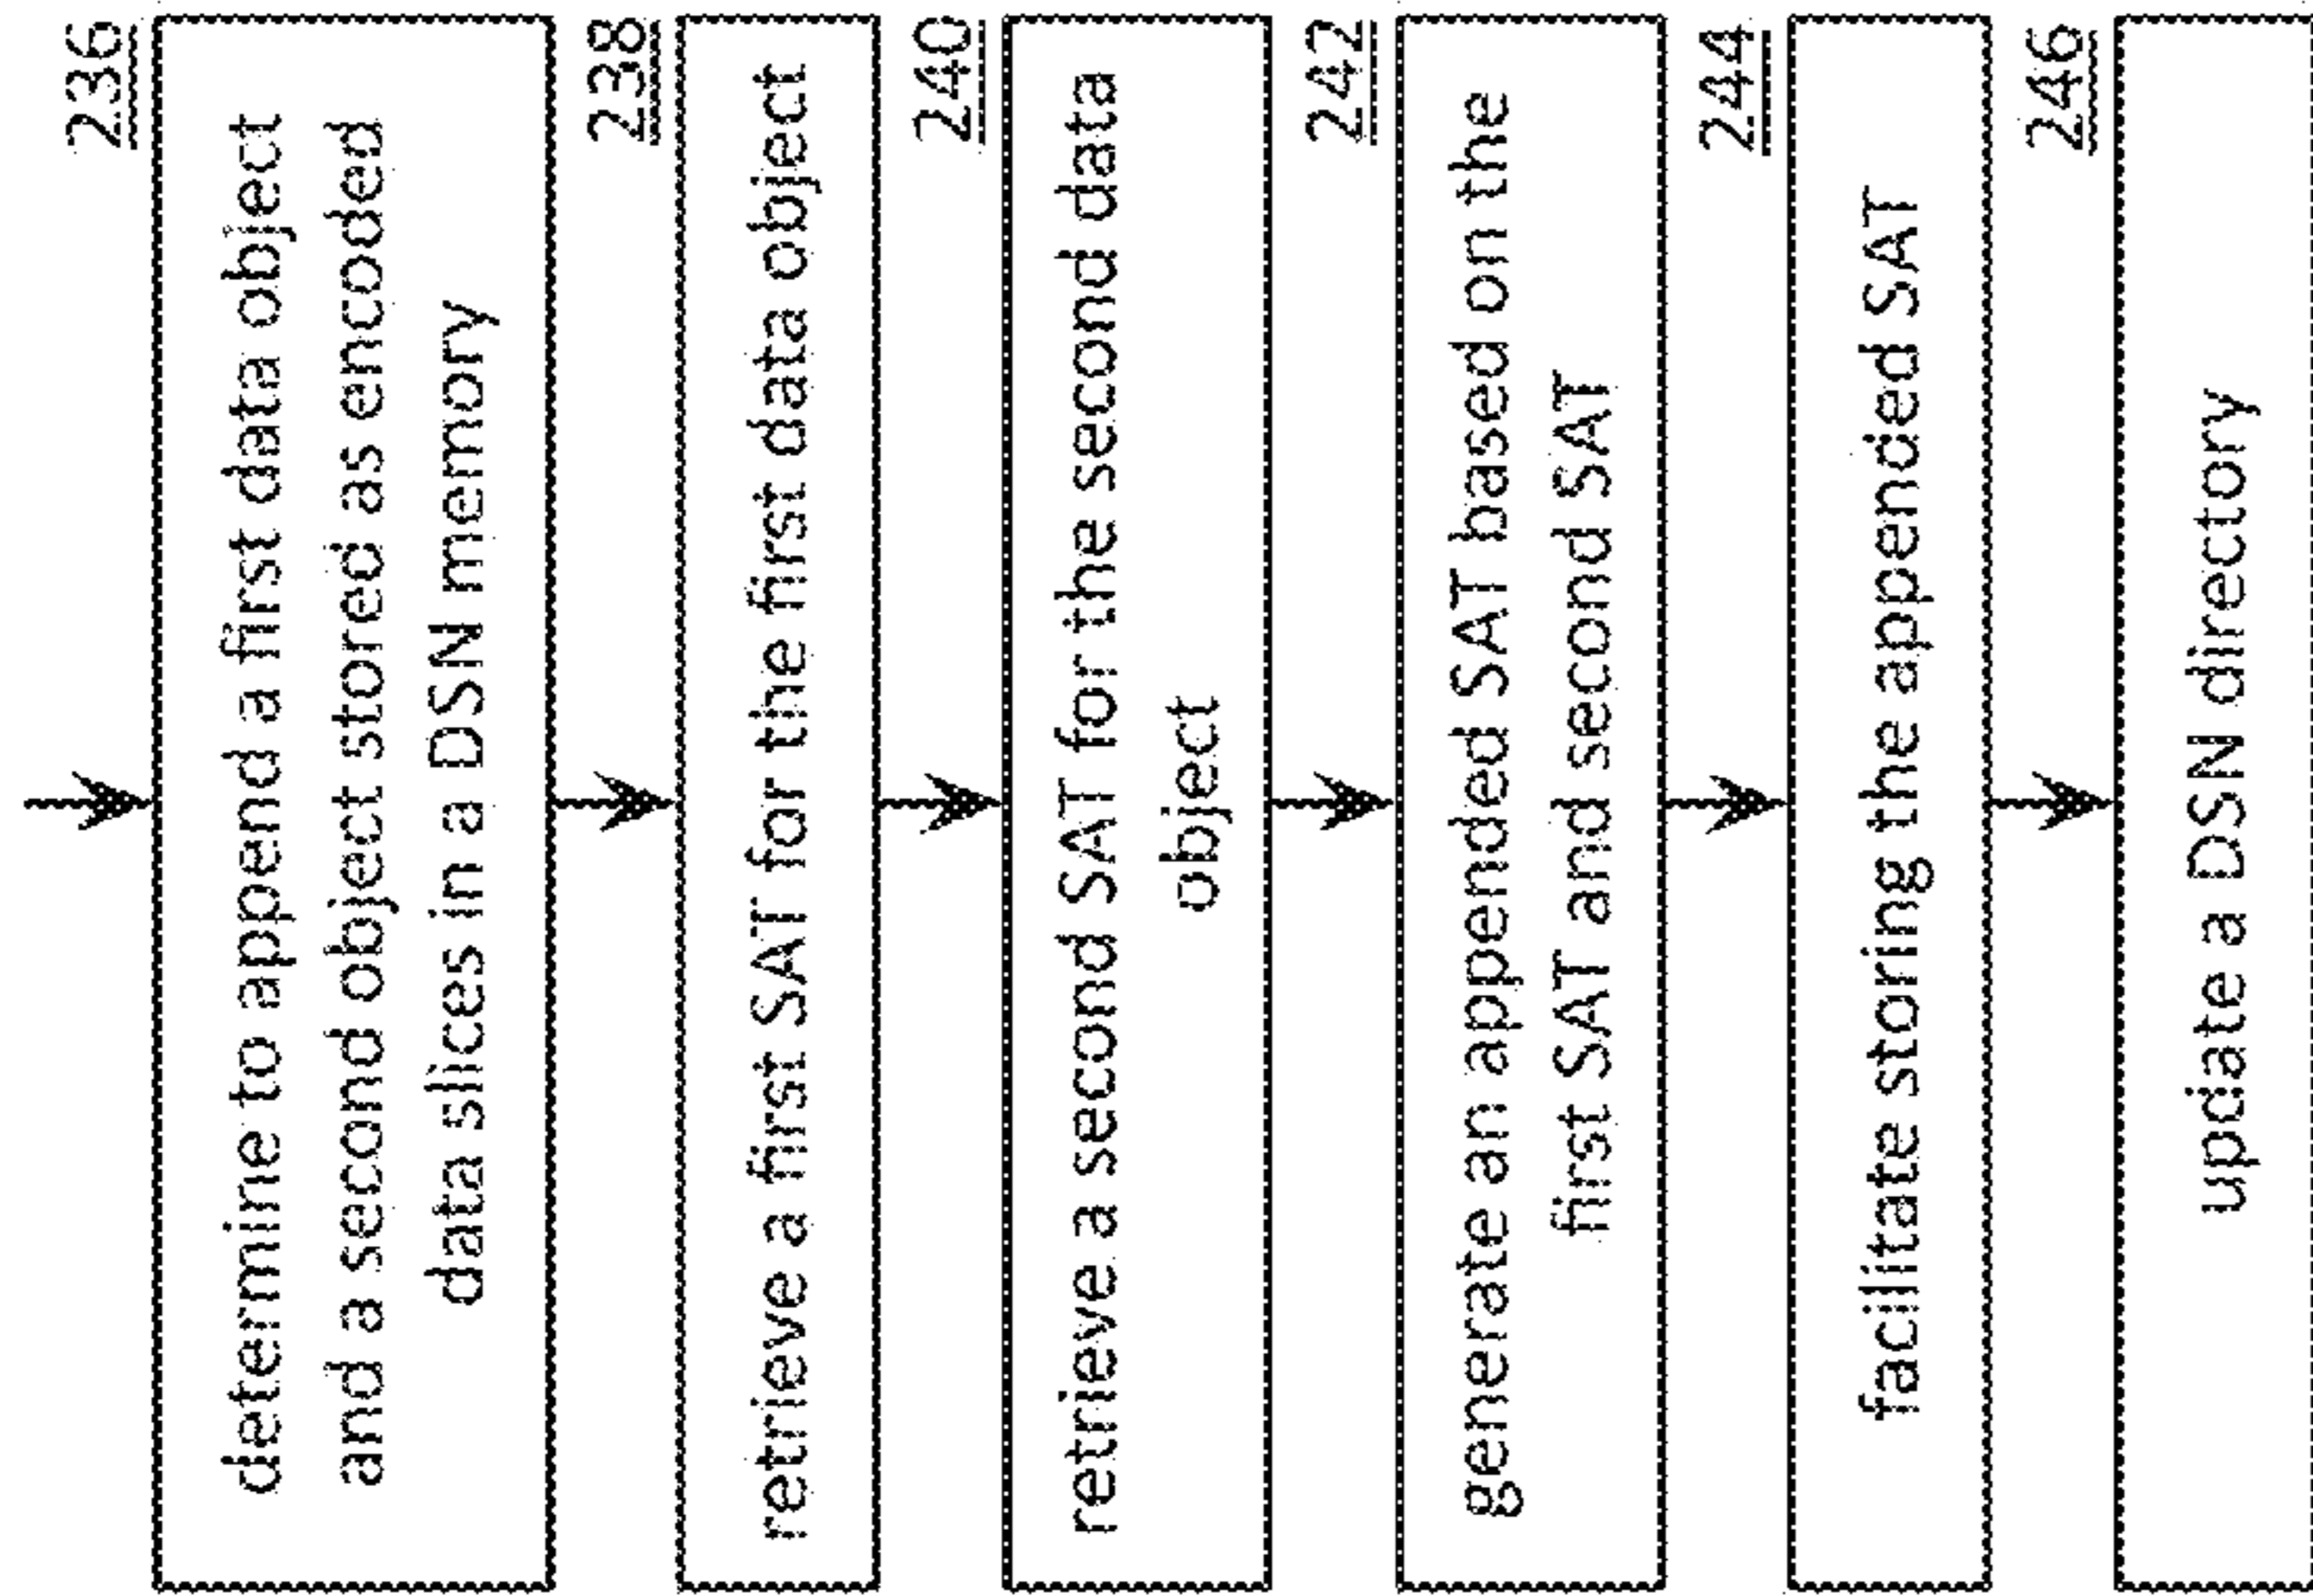 236
determine to append a first data object
and a second object stored as encoded
data slices in a DSN memory
238
retrieve a first SAT for the first data object
240
retrieve a second SAT for the second data
object
242
generate an appended SAT based on the
first SAT and second SAT
244
facilitate storing the appended SAT
246
update a DSN directory